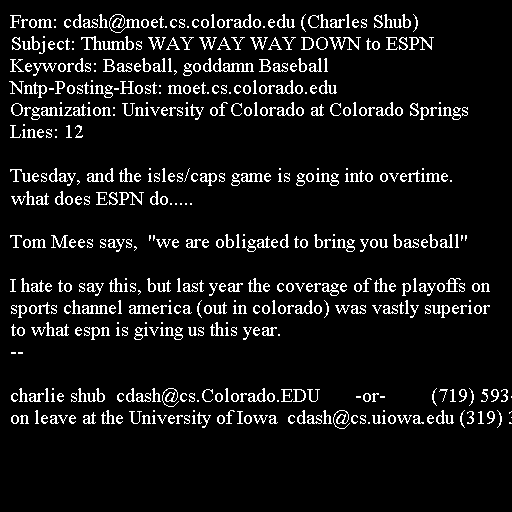 From: cdash@moet.cs.colorado.edu (Charles Shub)
Subject: Thumbs WAY WAY WAY DOWN to ESPN
Keywords: Baseball, goddamn Baseball
Nntp-Posting-Host: moet.cs.colorado.edu
Organization: University of Colorado at Colorado Springs
Lines: 12
Tuesday, and the isles/caps game is going into overtime.
what does ESPN do.....
Tom Mees says,  "we are obligated to bring you baseball"
I hate to say this, but last year the coverage of the playoffs on
sports channel america (out in colorado) was vastly superior
to what espn is giving us this year.
--
charlie shub  cdash@cs.Colorado.EDU       -or-         (719) 593-
on leave at the University of Iowa  cdash@cs.uiowa.edu (319)